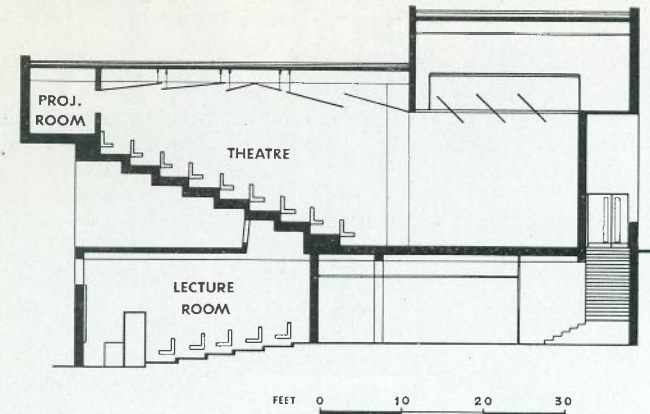 PROJ.
ROOM
THEATRE
LECTURE
ROOM
FEET 0 10 20 30